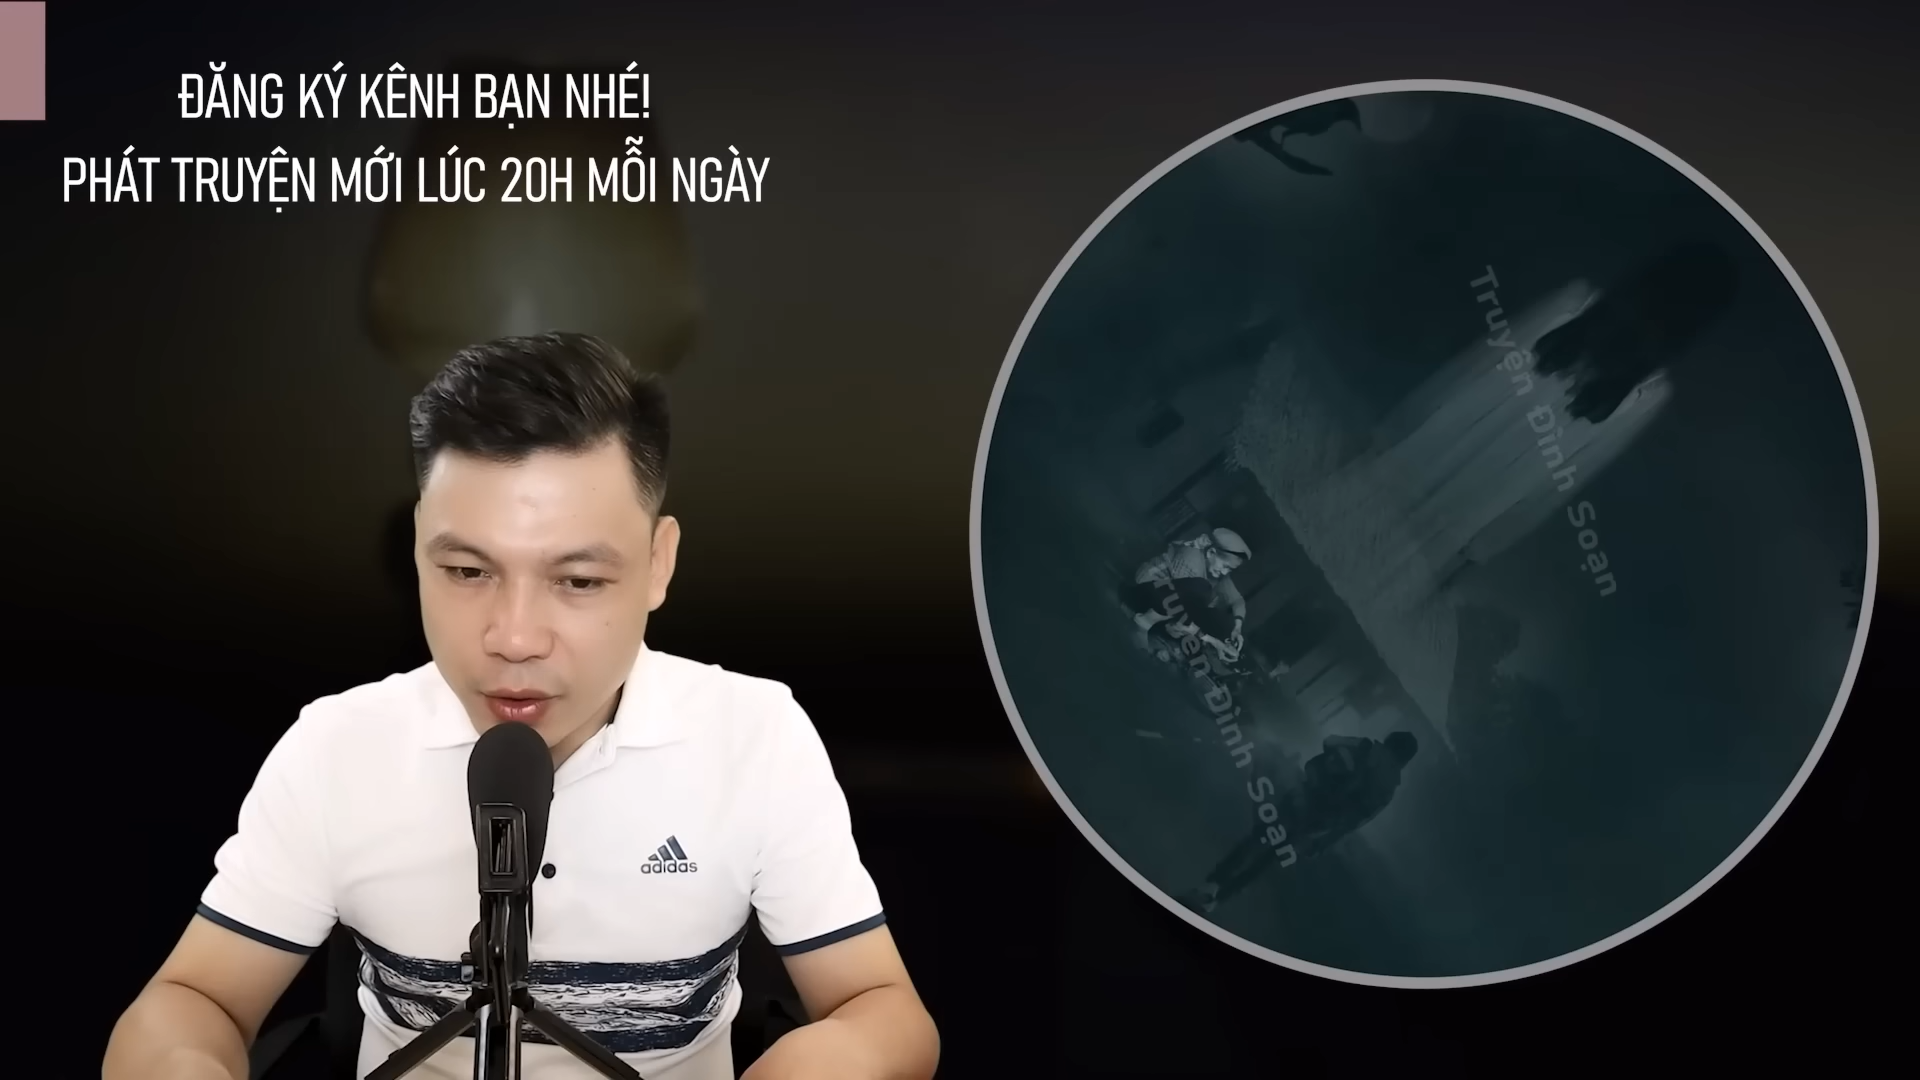 ĐĂNG KÝ KÊNH BẠN NHÉ!
PHÁT TRUYỆN MỚI LÚC 20H MỖI NGÀY
Truyện Đình Soạn
Truyện Đình Soạn
adidas